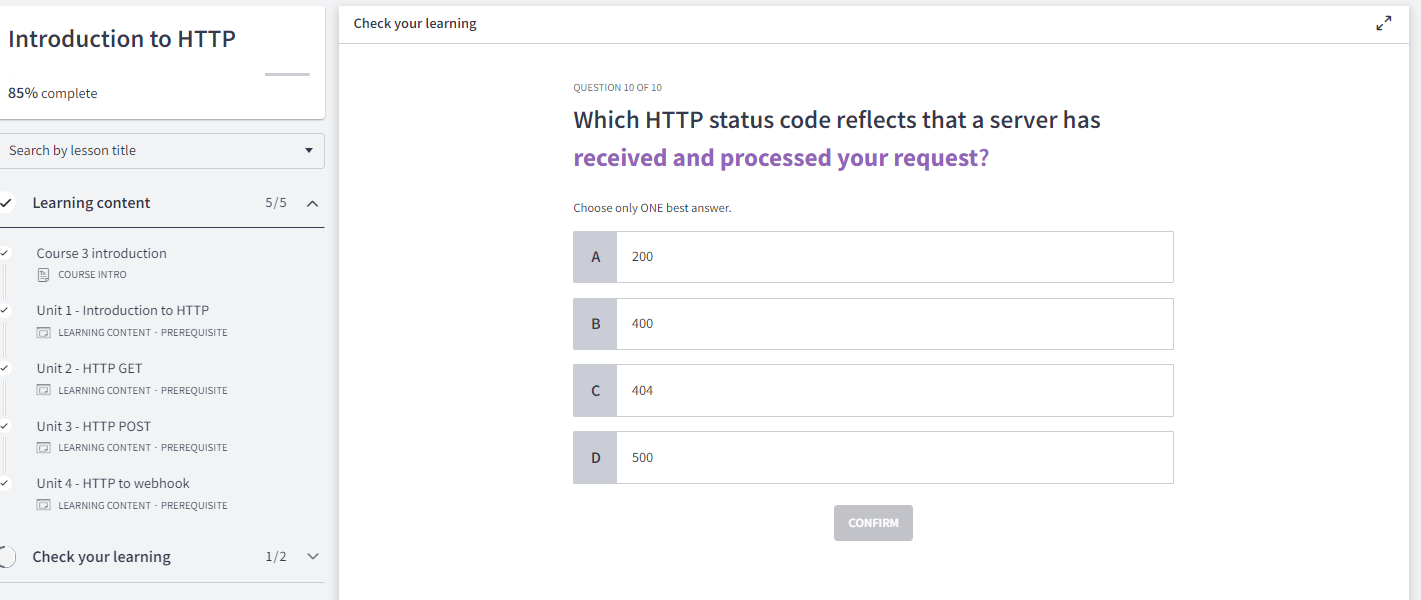 Introduction to HTTP
85% complete
Search by lesson title
Learning content 5/5
Course 3 introduction
COURSE INTRO
Unit 1 - Introduction to HTTP
LEARNING CONTENT · PREREQUISITE
Unit 2 - HTTP GET
LEARNING CONTENT · PREREQUISITE
Unit 3 - HTTP POST
LEARNING CONTENT · PREREQUISITE
Unit 4 - HTTP to webhook
LEARNING CONTENT · PREREQUISITE
Check your learning 1/2
Check your learning
QUESTION 10 OF 10
Which HTTP status code reflects that a server has
received and processed your request?
Choose only ONE best answer.
A 200
B 400
C 404
D 500
CONFIRM